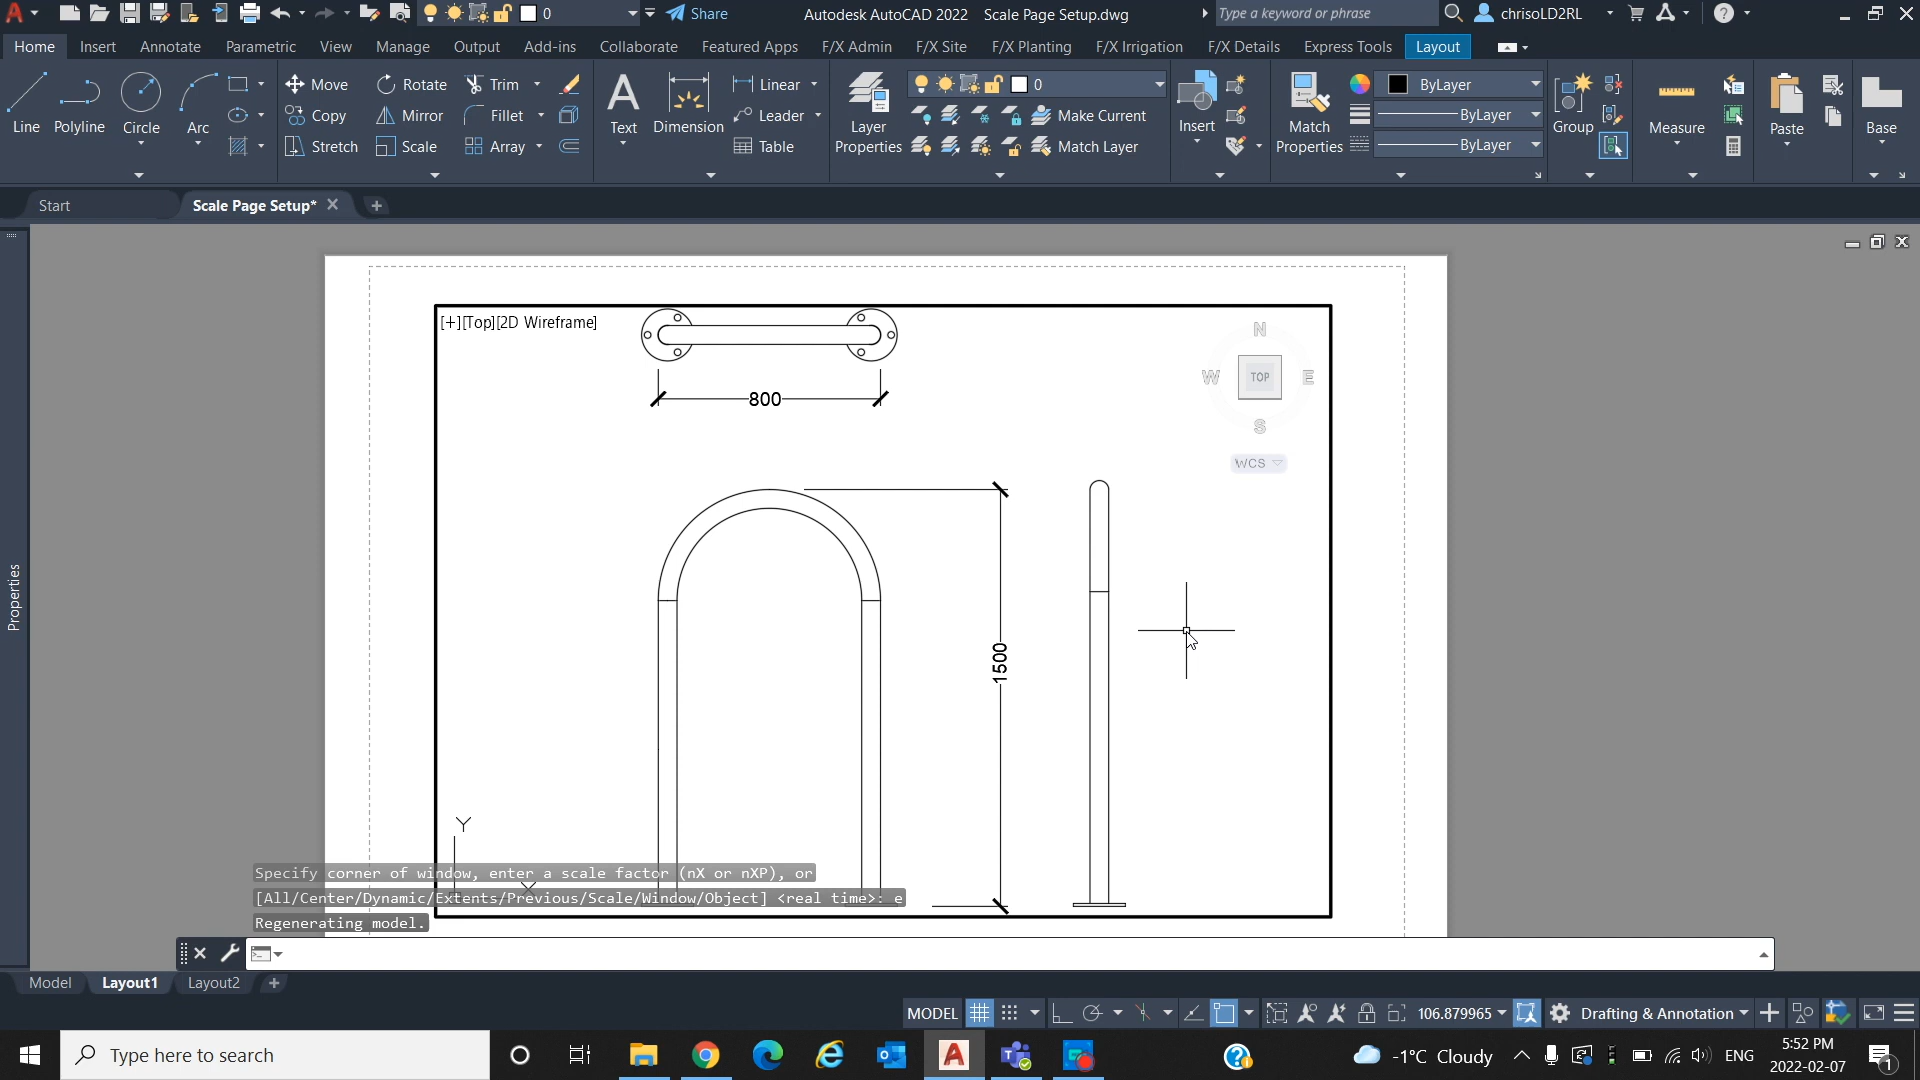 0 Share Autodesk AutoCAD 2022 Scale Page Setup.dwg Type a keyword or phrase chrisoLD2RL
Home Insert Annotate Parametric View Manage Output Add-ins Collaborate Featured Apps F/X Admin F/X Site F/X Planting F/X Irrigation F/X Details Express Tools Layout
Move Rotate Trim Linear 0 ByLayer
Line Polyline Circle Arc Copy Mirror Fillet Text Dimension Leader Layer Properties Make Current Insert Match Properties ByLayer Group Measure Paste Base
Stretch Scale Array Table Match Layer ByLayer
Start Scale Page Setup*
[+][Top][2D Wireframe]
N
W TOP E
S
WCS
800
1500
Properties
Y
X
Specify corner of window, enter a scale factor (nX or nXP), or
[All/Center/Dynamic/Extents/Previous/Scale/Window/Object] <real time>: e
Regenerating model.
Model Layout1 Layout2
MODEL 106.879965 Drafting & Annotation
Type here to search -1°C Cloudy ENG 5:52 PM
2022-02-07
1